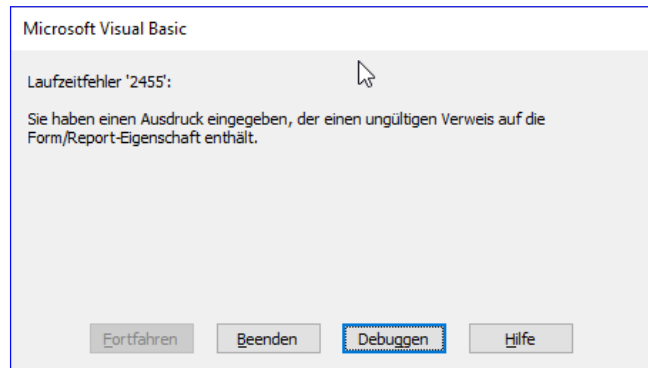 Microsoft Visual Basic
Laufzeitfehler '2455':
Sie haben einen Ausdruck eingegeben, der einen ungültigen Verweis auf die
Form/Report-Eigenschaft enthält.
Fortfahren Beenden Debuggen Hilfe